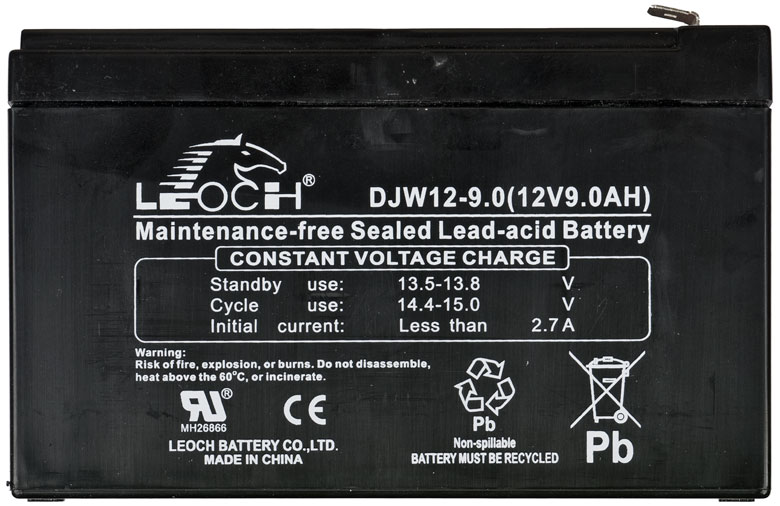 LEOCH®
DJW12-9.0(12V9.0AH)
Maintenance-free Sealed Lead-acid Battery
CONSTANT VOLTAGE CHARGE
Standby use: 13.5-13.8 V
Cycle use: 14.4-15.0 V
Initial current: Less than 2.7 A
Warning:
Risk of fire, explosion, or burns. Do not disassemble,
heat above the 60°C, or incinerate.
RU®
MH26866
CE
LEOCH BATTERY CO.,LTD.
MADE IN CHINA
Pb
Non-spillable
BATTERY MUST BE RECYCLED
Pb